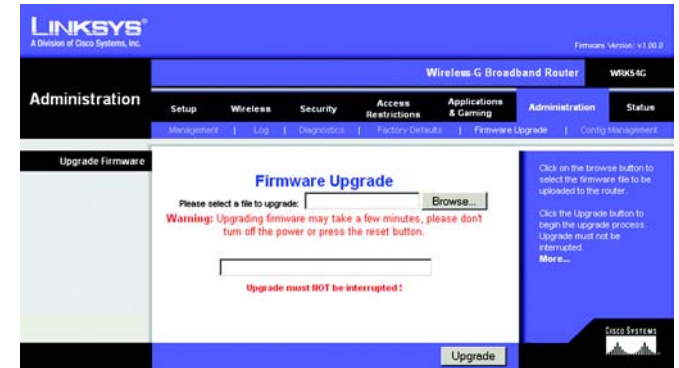 LINKSYS®
A Division of Cisco Systems, Inc.
Firmware Version: v1.00.0
Wireless-G Broadband Router WRK54G
Administration
Setup Wireless Security Access Restrictions Applications & Gaming Administration Status
Management | Log | Diagnostics | Factory Defaults | Firmware Upgrade | Config Management
Upgrade Firmware
Firmware Upgrade
Please select a file to upgrade: Browse...
Warning: Upgrading firmware may take a few minutes, please don't
turn off the power or press the reset button.
Upgrade must NOT be interrupted !
Click on the browse button to
select the firmware file to be
uploaded to the router.
Click the Upgrade button to
begin the upgrade process.
Upgrade must not be
interrupted.
More...
Upgrade
CISCO SYSTEMS